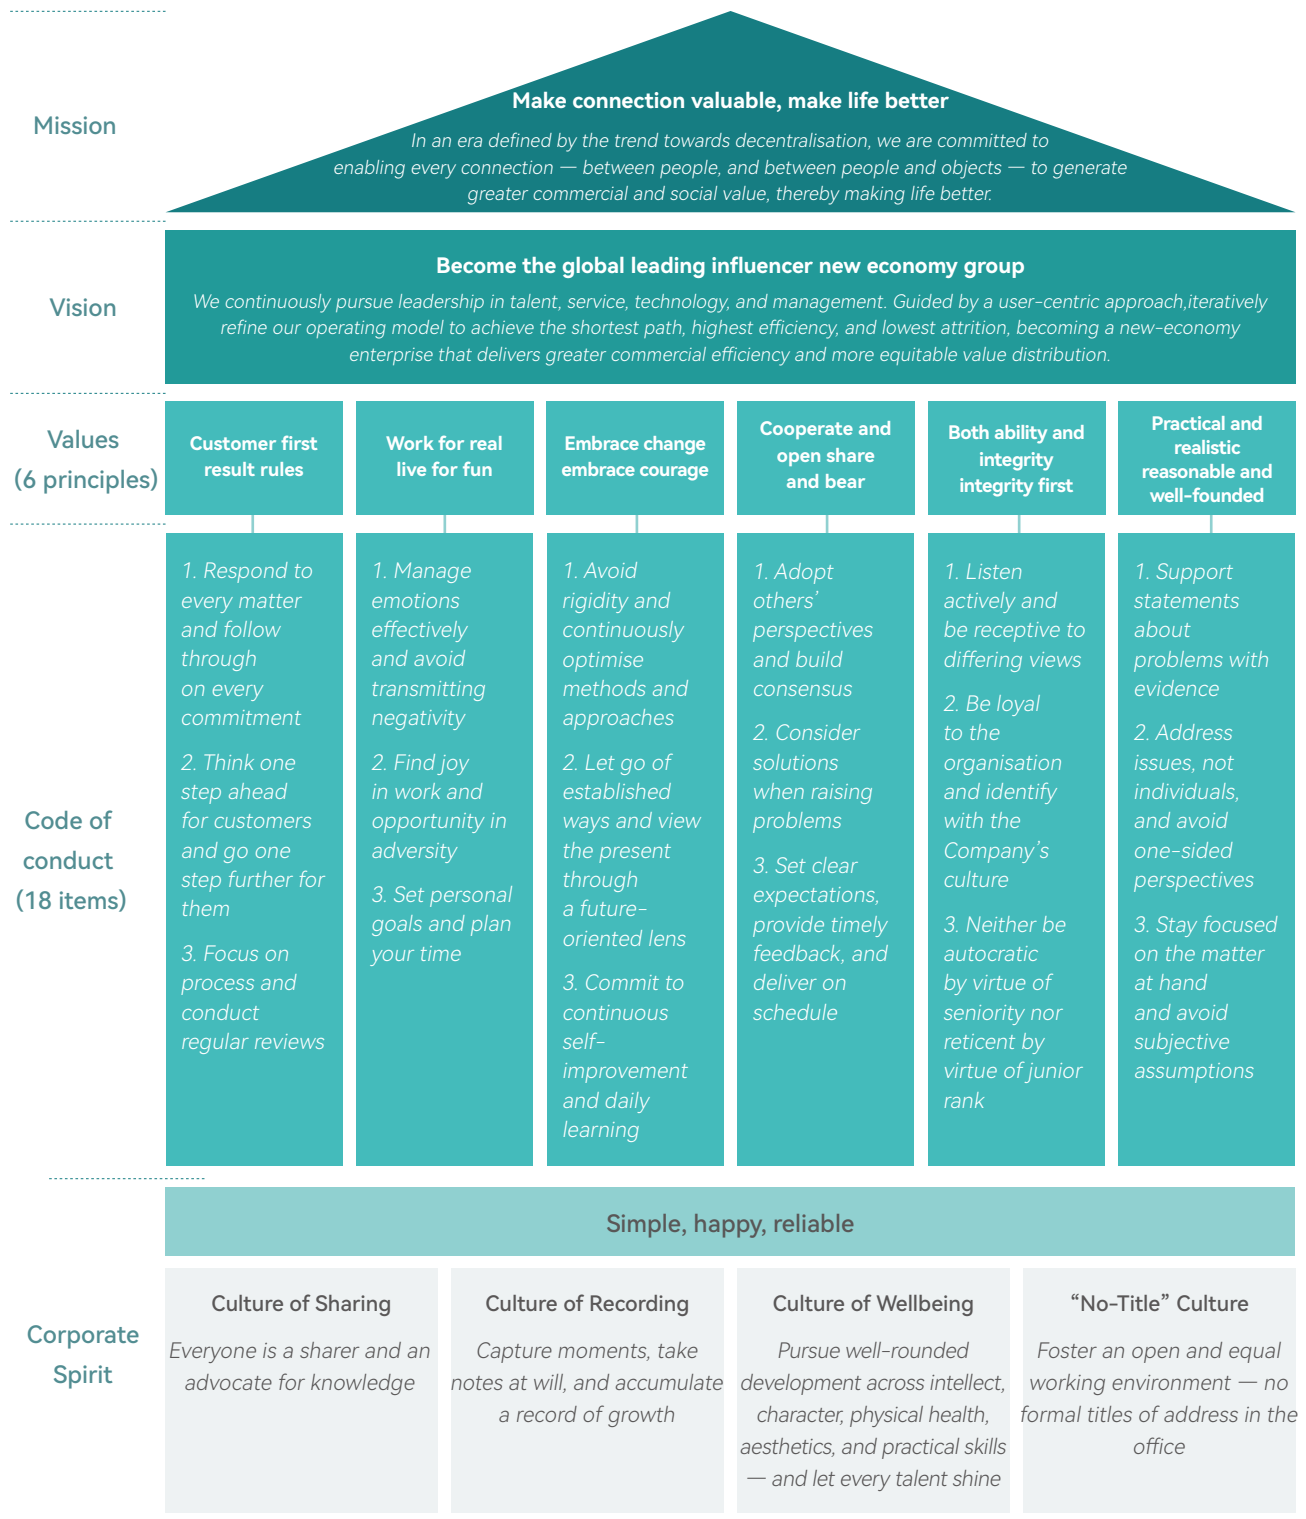 Mission
Make connection valuable, make life better
In an era defined by the trend towards decentralisation, we are committed to
enabling every connection — between people, and between people and objects — to generate
greater commercial and social value, thereby making life better.
Vision
Become the global leading influencer new economy group
We continuously pursue leadership in talent, service, technology, and management. Guided by a user-centric approach,iteratively
refine our operating model to achieve the shortest path, highest efficiency, and lowest attrition, becoming a new-economy
enterprise that delivers greater commercial efficiency and more equitable value distribution.
Values
(6 principles)
Customer first
result rules
Work for real
live for fun
Embrace change
embrace courage
Cooperate and
open share
and bear
Both ability and
integrity
integrity first
Practical and
realistic
reasonable and
well-founded
Code of
conduct
(18 items)
1. Respond to
every matter
and follow
through
on every
commitment
2. Think one
step ahead
for customers
and go one
step further for
them
3. Focus on
process and
conduct
regular reviews
1. Manage
emotions
effectively
and avoid
transmitting
negativity
2. Find joy
in work and
opportunity in
adversity
3. Set personal
goals and plan
your time
1. Avoid
rigidity and
continuously
optimise
methods and
approaches
2. Let go of
established
ways and view
the present
through
a future-
oriented lens
3. Commit to
continuous
self-
improvement
and daily
learning
1. Adopt
others’
perspectives
and build
consensus
2. Consider
solutions
when raising
problems
3. Set clear
expectations,
provide timely
feedback, and
deliver on
schedule
1. Listen
actively and
be receptive to
differing views
2. Be loyal
to the
organisation
and identify
with the
Company’s
culture
3. Neither be
autocratic
by virtue of
seniority nor
reticent by
virtue of junior
rank
1. Support
statements
about
problems with
evidence
2. Address
issues, not
individuals,
and avoid
one-sided
perspectives
3. Stay focused
on the matter
at hand
and avoid
subjective
assumptions
Corporate
Spirit
Simple, happy, reliable
Culture of Sharing
Everyone is a sharer and an
advocate for knowledge
Culture of Recording
Capture moments, take
notes at will, and accumulate
a record of growth
Culture of Wellbeing
Pursue well-rounded
development across intellect,
character, physical health,
aesthetics, and practical skills
— and let every talent shine
“No-Title” Culture
Foster an open and equal
working environment — no
formal titles of address in the
office